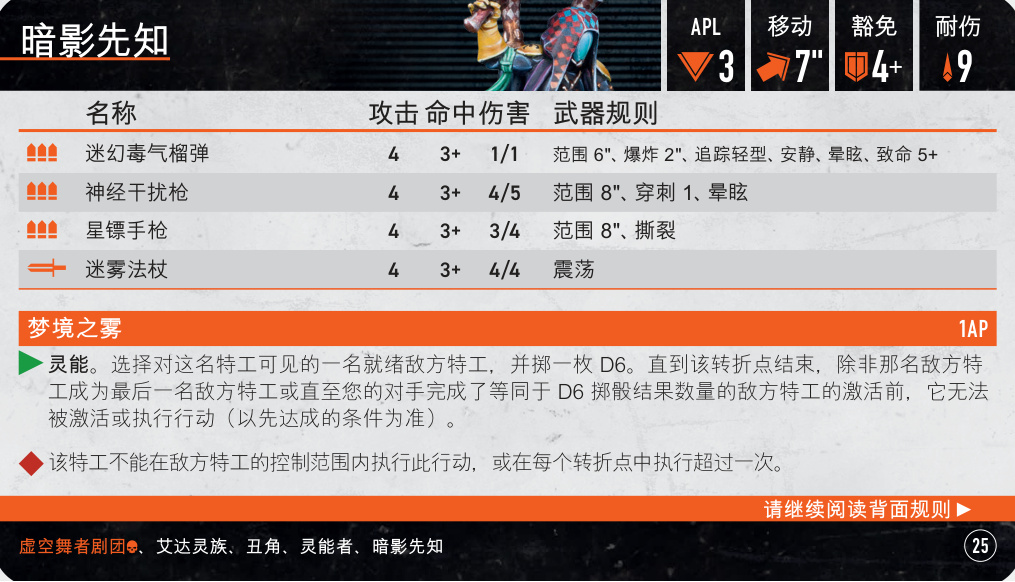 暗影先知
APL 移动 豁免 耐伤
3 7" 4+ 9
名称 攻击 命中 伤害 武器规则
迷幻毒气榴弹 4 3+ 1/1 范围 6"、爆炸 2"、追踪轻型、安静、晕眩、致命 5+
神经干扰枪 4 3+ 4/5 范围 8"、穿刺 1、晕眩
星镖手枪 4 3+ 3/4 范围 8"、撕裂
迷雾法杖 4 3+ 4/4 震荡
梦境之雾 1AP
灵能。选择对这名特工可见的一名就绪敌方特工，并掷一枚 D6。直到该转折点结束，除非那名敌方特
工成为最后一名敌方特工或直至您的对手完成了等同于 D6 掷骰结果数量的敌方特工的激活前，它无法
被激活或执行行动（以先达成的条件为准）。
该特工不能在敌方特工的控制范围内执行此行动，或在每个转折点中执行超过一次。
请继续阅读背面规则
虚空舞者剧团、艾达灵族、丑角、灵能者、暗影先知
25